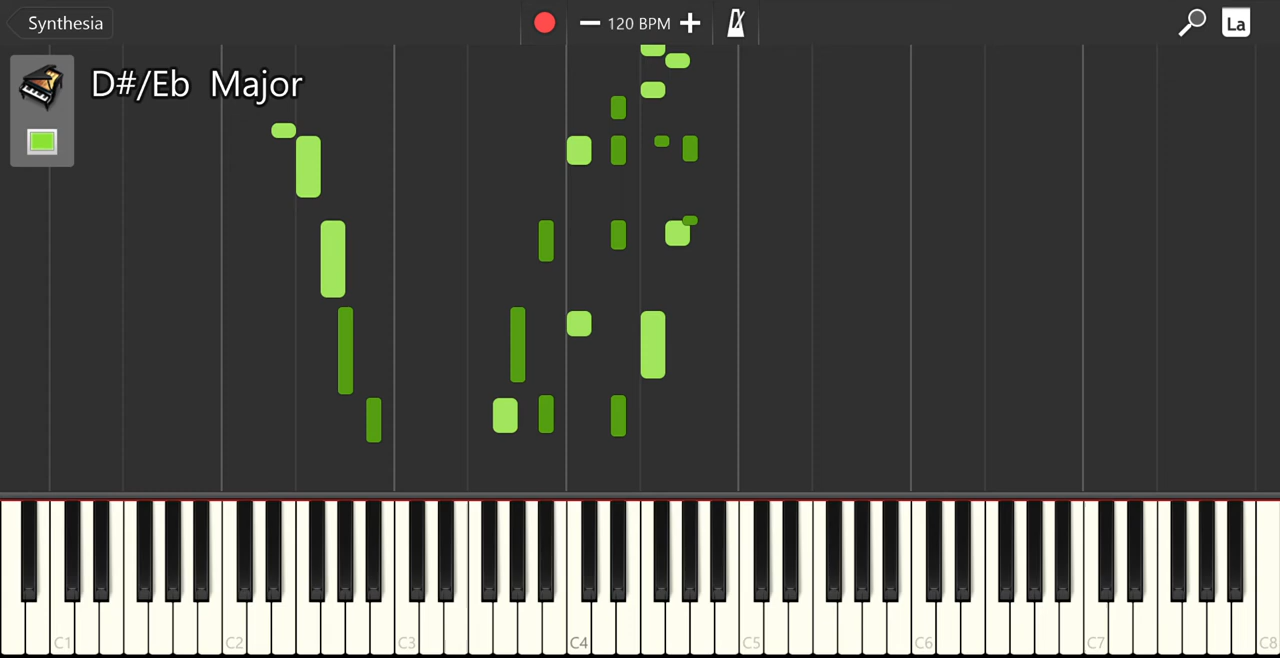 Synthesia
120 BPM
La
D#/Eb Major
C1 C2 C3 C4 C5 C6 C7 C8